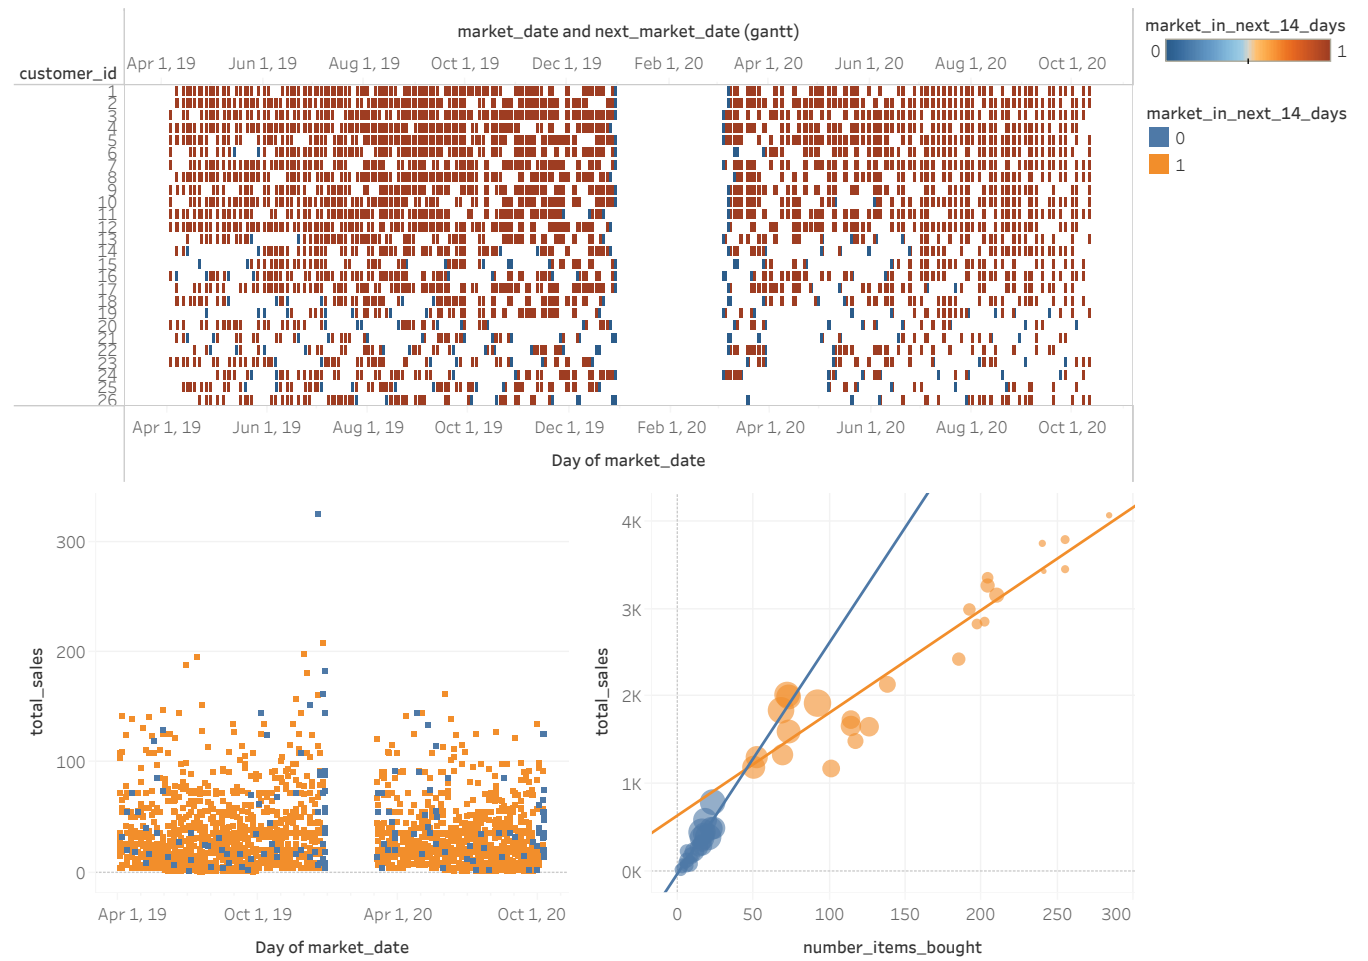 market_date and next_market_date (gantt)
customer_id
Apr 1, 19 Jun 1, 19 Aug 1, 19 Oct 1, 19 Dec 1, 19 Feb 1, 20 Apr 1, 20 Jun 1, 20 Aug 1, 20 Oct 1, 20
1
2
3
4
5
6
7
8
9
10
11
12
13
14
15
16
17
18
19
20
21
22
23
24
25
26
Apr 1, 19 Jun 1, 19 Aug 1, 19 Oct 1, 19 Dec 1, 19 Feb 1, 20 Apr 1, 20 Jun 1, 20 Aug 1, 20 Oct 1, 20
Day of market_date
market_in_next_14_days
0 1
market_in_next_14_days
0
1
total_sales
300
200
100
0
Apr 1, 19 Oct 1, 19 Apr 1, 20 Oct 1, 20
Day of market_date
total_sales
4K
3K
2K
1K
0K
0 50 100 150 200 250 300
number_items_bought